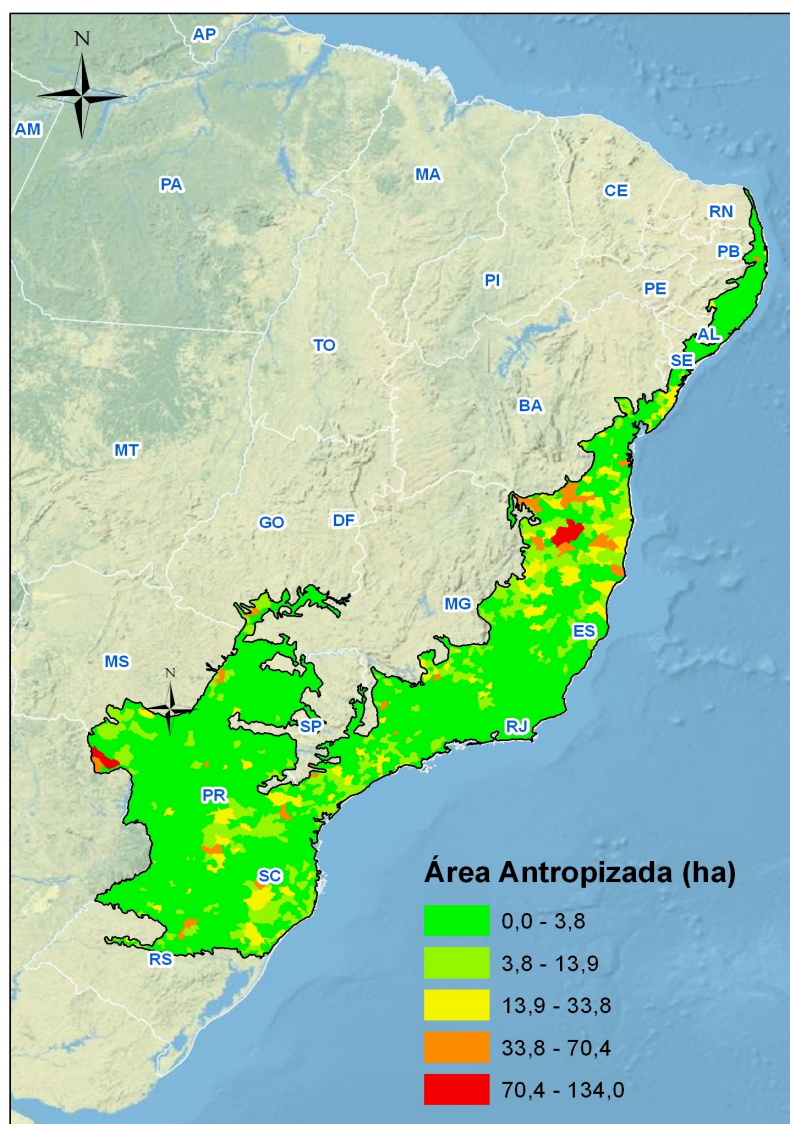 N
AP
AM
PA
MA
CE
RN
PB
PI
PE
AL
SE
TO
BA
MT
GO
DF
MG
MS
ES
N
SP
RJ
PR
SC
RS
Área Antropizada (ha)
0,0 - 3,8
3,8 - 13,9
13,9 - 33,8
33,8 - 70,4
70,4 - 134,0